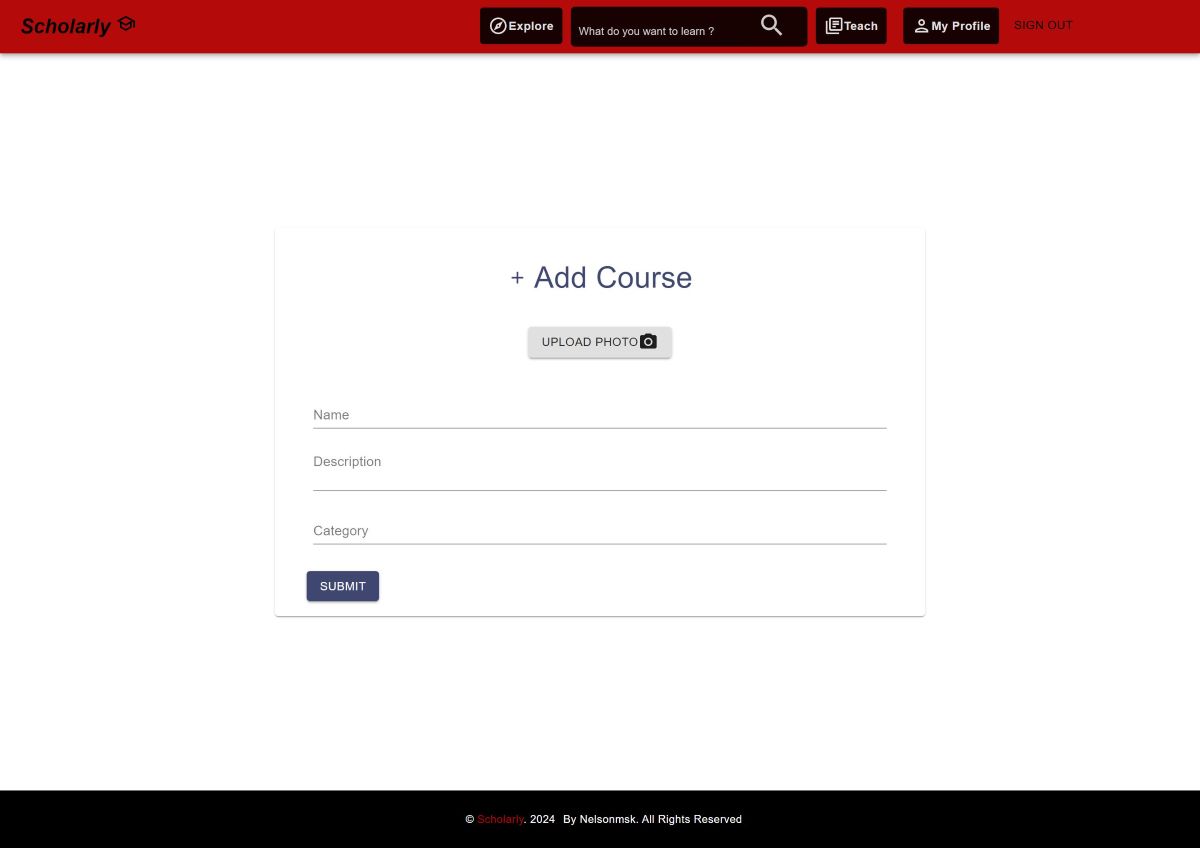 Scholarly
Explore
What do you want to learn ?
Teach
My Profile
SIGN OUT
+ Add Course
UPLOAD PHOTO
Name
Description
Category
SUBMIT
© Scholarly. 2024 By Nelsonmsk. All Rights Reserved